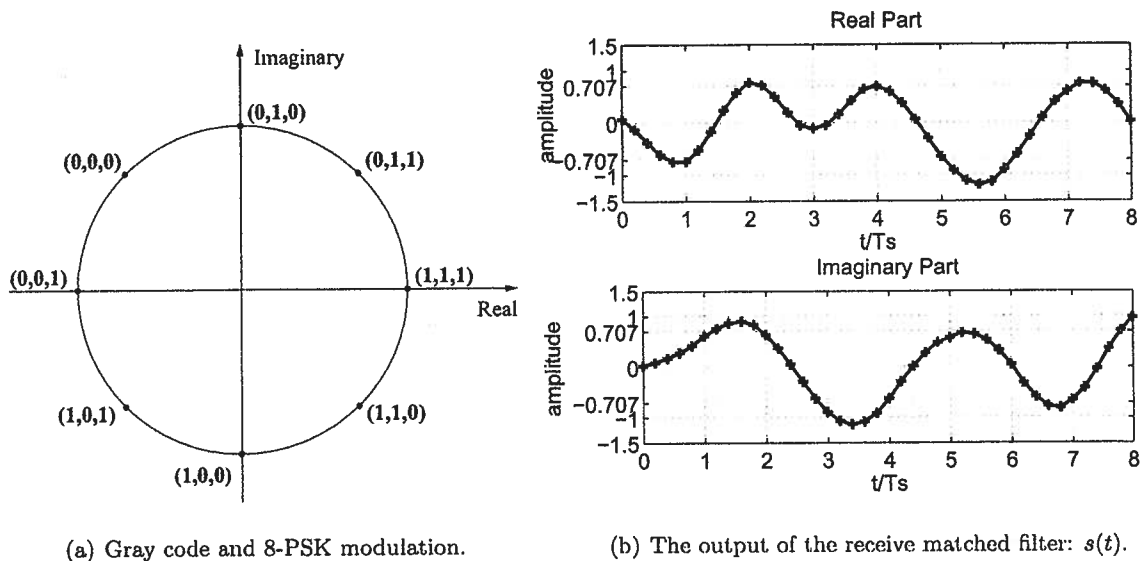 Imaginary
(0,1,0)
(0,0,0)
(0,1,1)
(0,0,1)
(1,1,1)
Real
(1,0,1)
(1,1,0)
(1,0,0)
(a) Gray code and 8-PSK modulation.
Real Part
1.5
1
0.707
0
−0.707
−1
−1.5
amplitude
0 1 2 3 4 5 6 7 8
t/Ts
Imaginary Part
1.5
1
0.707
0
−0.707
−1
−1.5
amplitude
0 1 2 3 4 5 6 7 8
t/Ts
(b) The output of the receive matched filter: s(t).